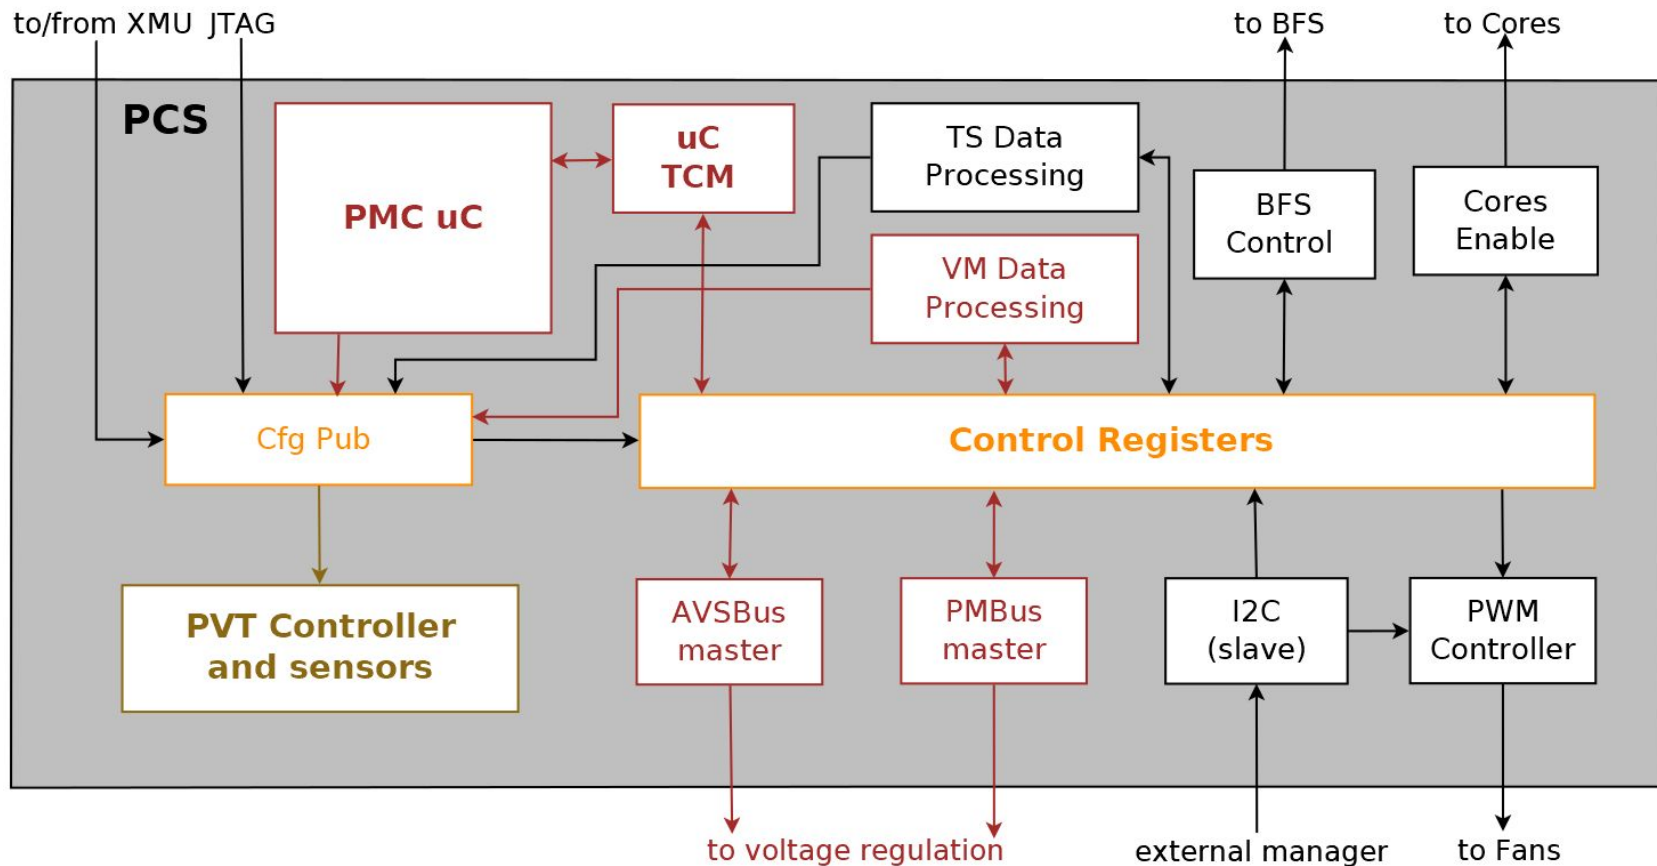 to/from XMU JTAG
to BFS
to Cores
PCS
PMC uC
uC
TCM
TS Data
Processing
BFS
Control
Cores
Enable
VM Data
Processing
Cfg Pub
Control Registers
PVT Controller
and sensors
AVSBus
master
PMBus
master
I2C
(slave)
PWM
Controller
to voltage regulation
external manager
to Fans